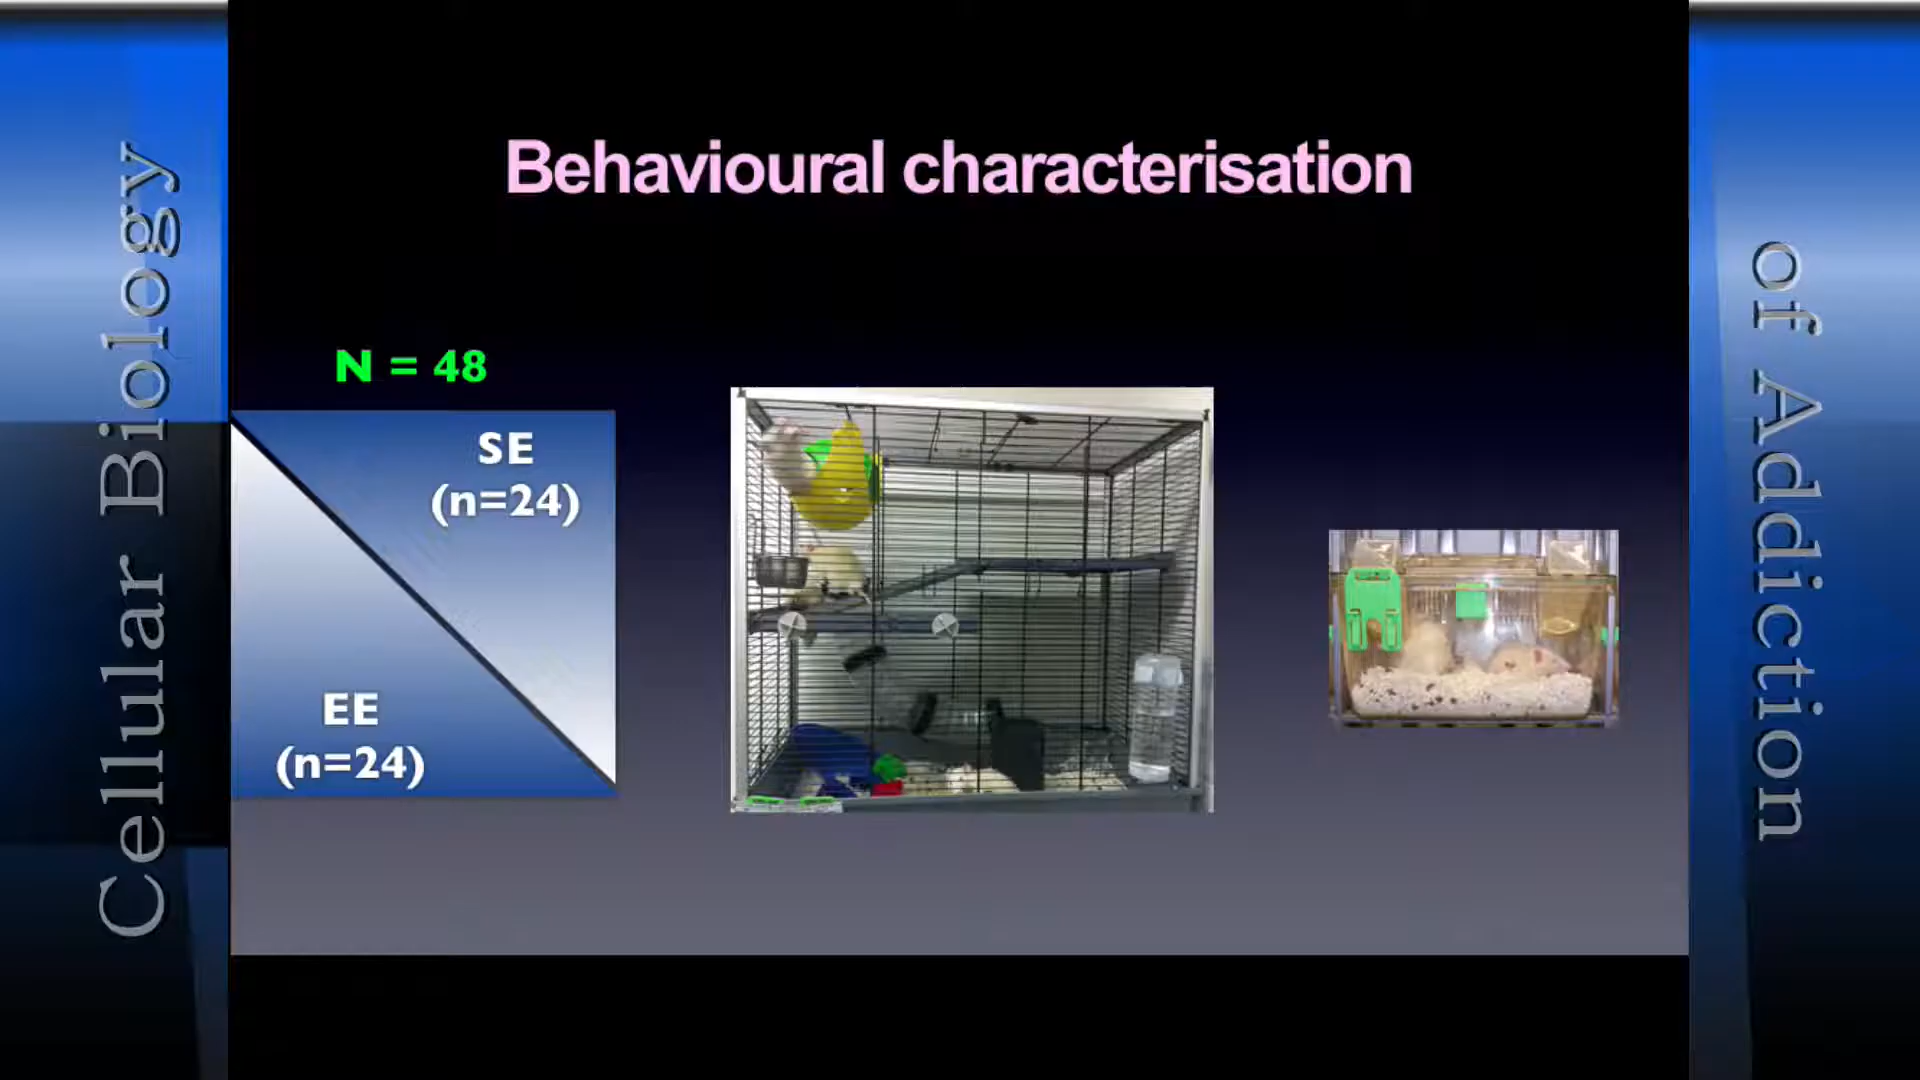 Cellular Biology
Behavioural characterisation
N = 48
SE
(n=24)
EE
(n=24)
of Addiction